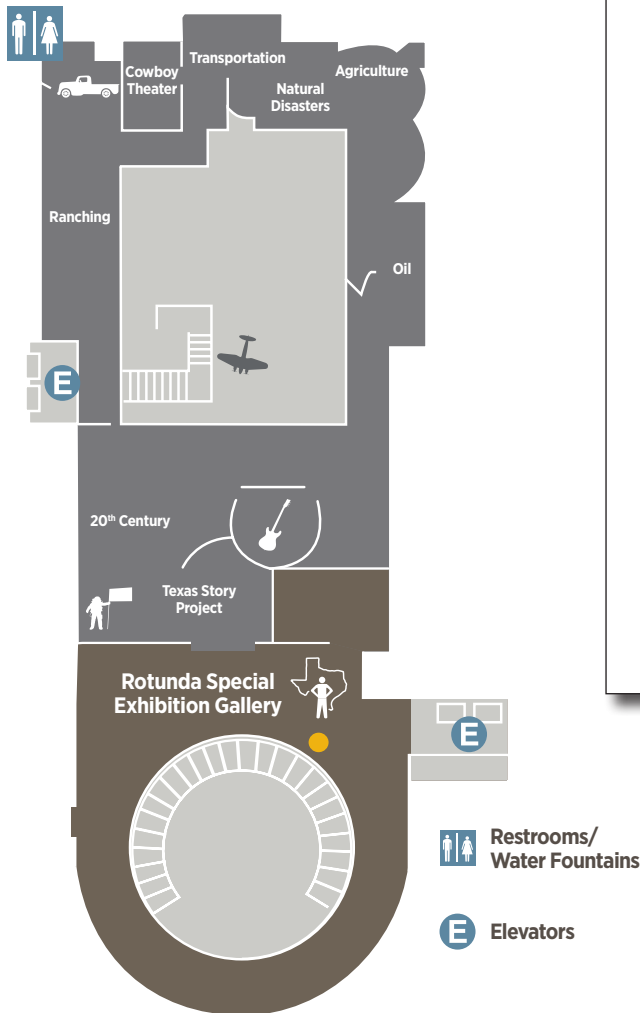 Transportation
Cowboy
Theater
Agriculture
Natural
Disasters
Ranching
Oil
E
20th Century
Texas Story
Project
Rotunda Special
Exhibition Gallery
E
Restrooms/
Water Fountains
E
Elevators